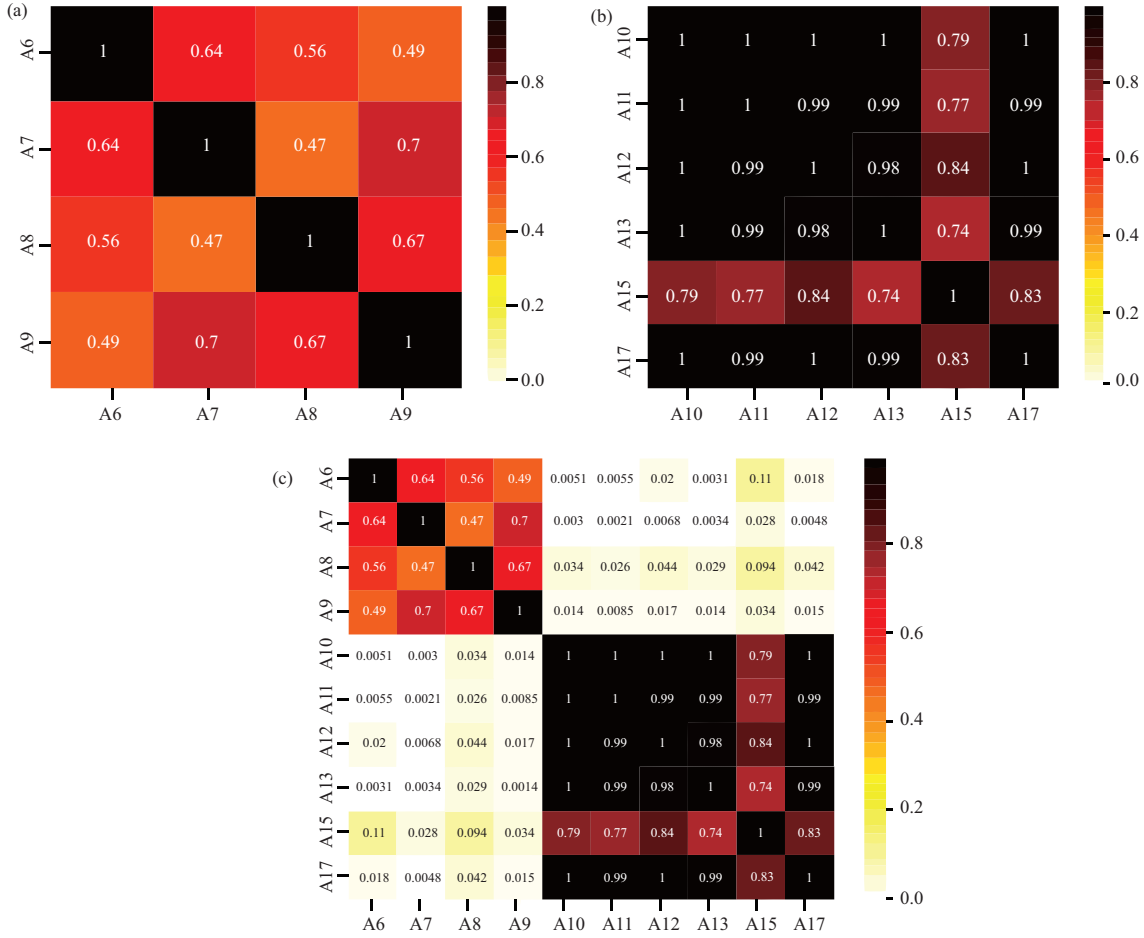 (a)
A6 1 0.64 0.56 0.49
A7 0.64 1 0.47 0.7
A8 0.56 0.47 1 0.67
A9 0.49 0.7 0.67 1
A6 A7 A8 A9
0.8
0.6
0.4
0.2
0.0
(b)
A10 1 1 1 1 0.79 1
A11 1 1 0.99 0.99 0.77 0.99
A12 1 0.99 1 0.98 0.84 1
A13 1 0.99 0.98 1 0.74 0.99
A15 0.79 0.77 0.84 0.74 1 0.83
A17 1 0.99 1 0.99 0.83 1
A10 A11 A12 A13 A15 A17
0.8
0.6
0.4
0.2
0.0
(c)
A6 1 0.64 0.56 0.49 0.0051 0.0055 0.02 0.0031 0.11 0.018
A7 0.64 1 0.47 0.7 0.003 0.0021 0.0068 0.0034 0.028 0.0048
A8 0.56 0.47 1 0.67 0.034 0.026 0.044 0.029 0.094 0.042
A9 0.49 0.7 0.67 1 0.014 0.0085 0.017 0.014 0.034 0.015
A10 0.0051 0.003 0.034 0.014 1 1 1 1 0.79 1
A11 0.0055 0.0021 0.026 0.0085 1 1 0.99 0.99 0.77 0.99
A12 0.02 0.0068 0.044 0.017 1 0.99 1 0.98 0.84 1
A13 0.0031 0.0034 0.029 0.0014 1 0.99 0.98 1 0.74 0.99
A15 0.11 0.028 0.094 0.034 0.79 0.77 0.84 0.74 1 0.83
A17 0.018 0.0048 0.042 0.015 1 0.99 1 0.99 0.83 1
A6 A7 A8 A9 A10 A11 A12 A13 A15 A17
0.8
0.6
0.4
0.2
0.0